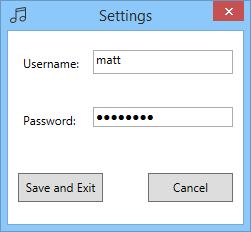 Settings
Username: matt
Password: ●●●●●●●●
Save and Exit Cancel